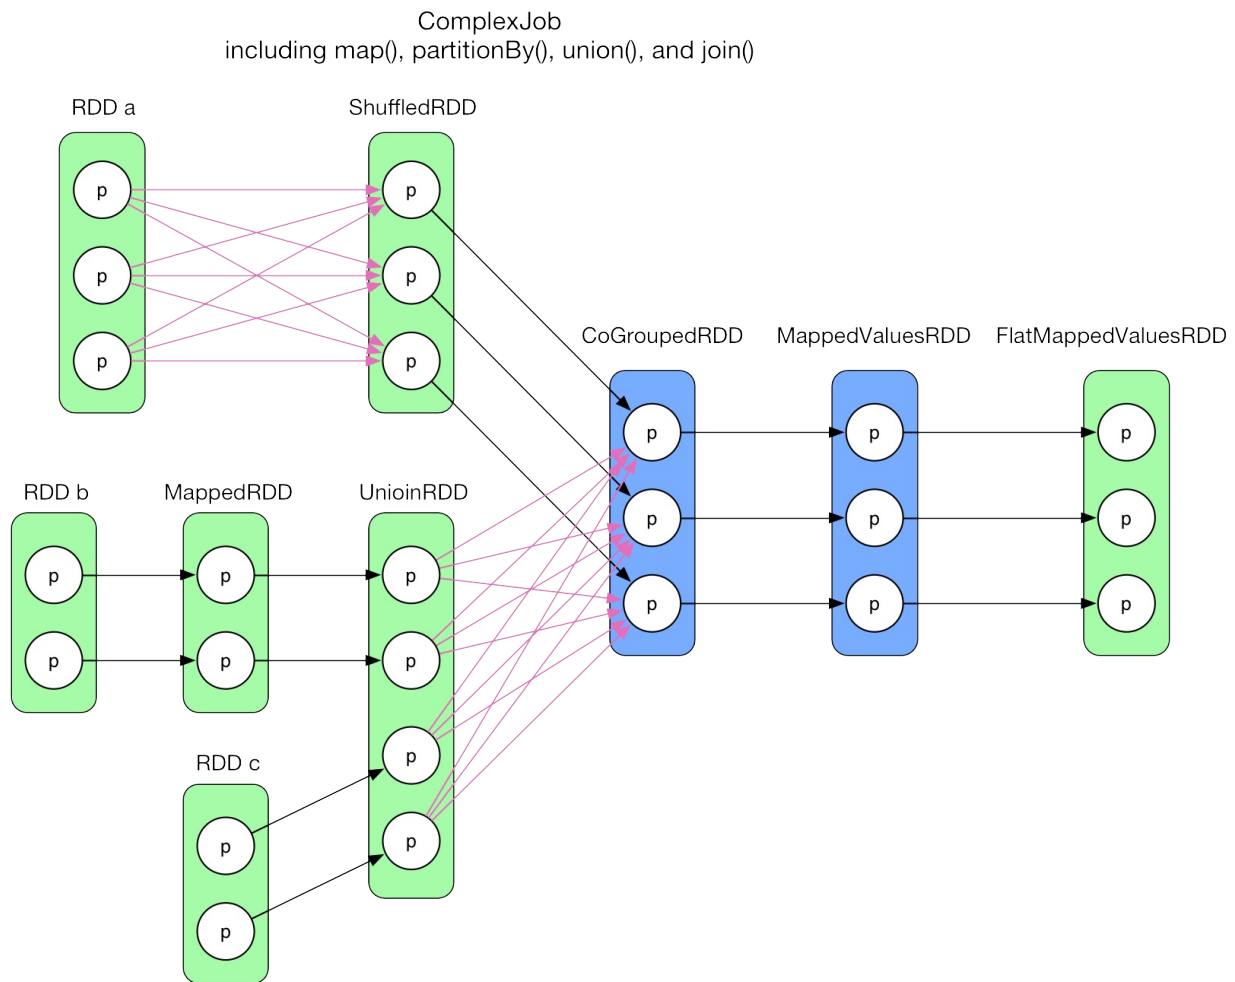 ComplexJob
including map(), partitionBy(), union(), and join()
RDD a
ShuffledRDD
p
p
p
p
p
p
CoGroupedRDD
MappedValuesRDD
FlatMappedValuesRDD
p
p
p
p
p
p
p
p
p
RDD b
MappedRDD
UnioinRDD
p
p
p
p
p
p
p
p
RDD c
p
p